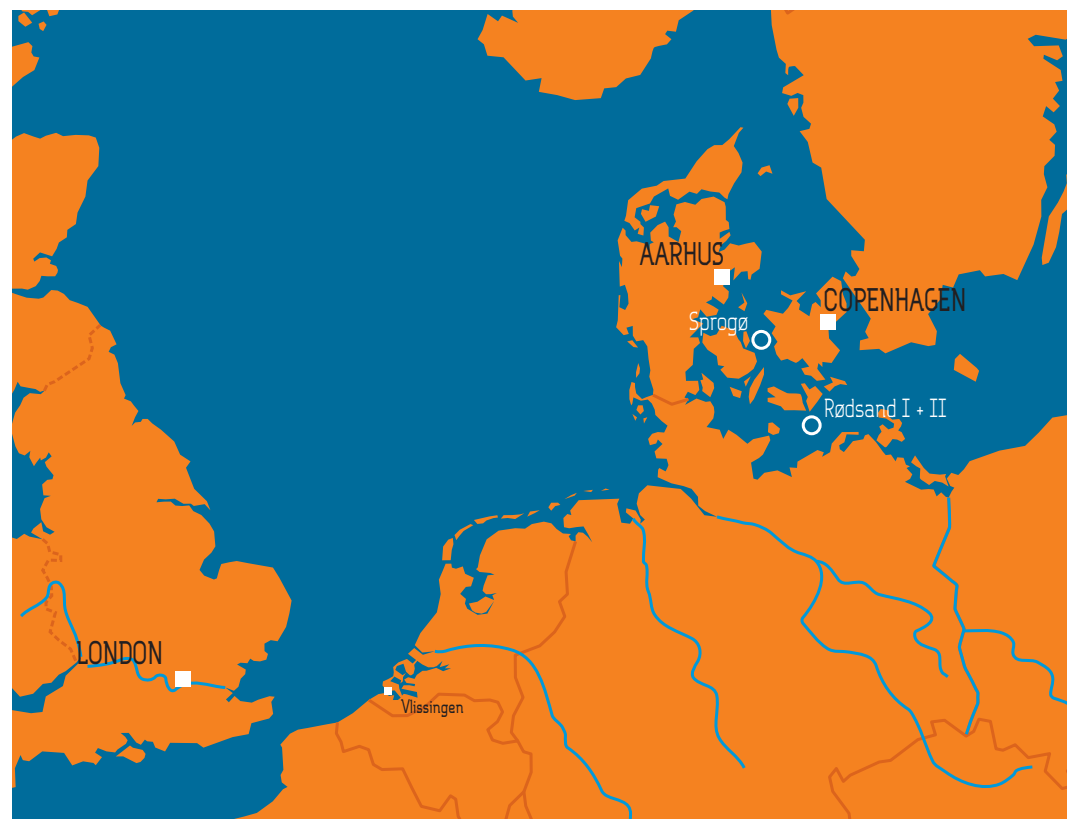 AARHUS
COPENHAGEN
Sprogø
Rødsand I + II
LONDON
Vlissingen